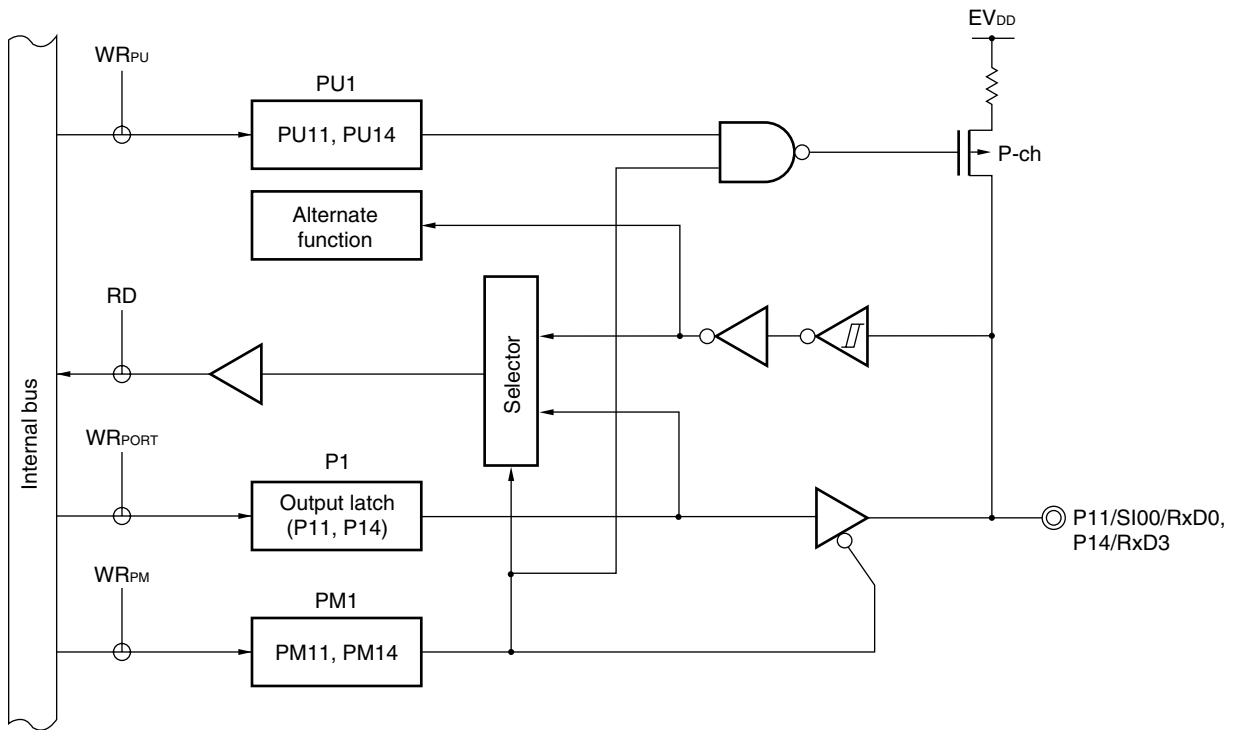 EVDD
WRPU
PU1
PU11, PU14
P-ch
Alternate
function
RD
Selector
Internal bus
WRPORT
P1
Output latch
(P11, P14)
P11/SI00/RxD0,
P14/RxD3
WRPM
PM1
PM11, PM14